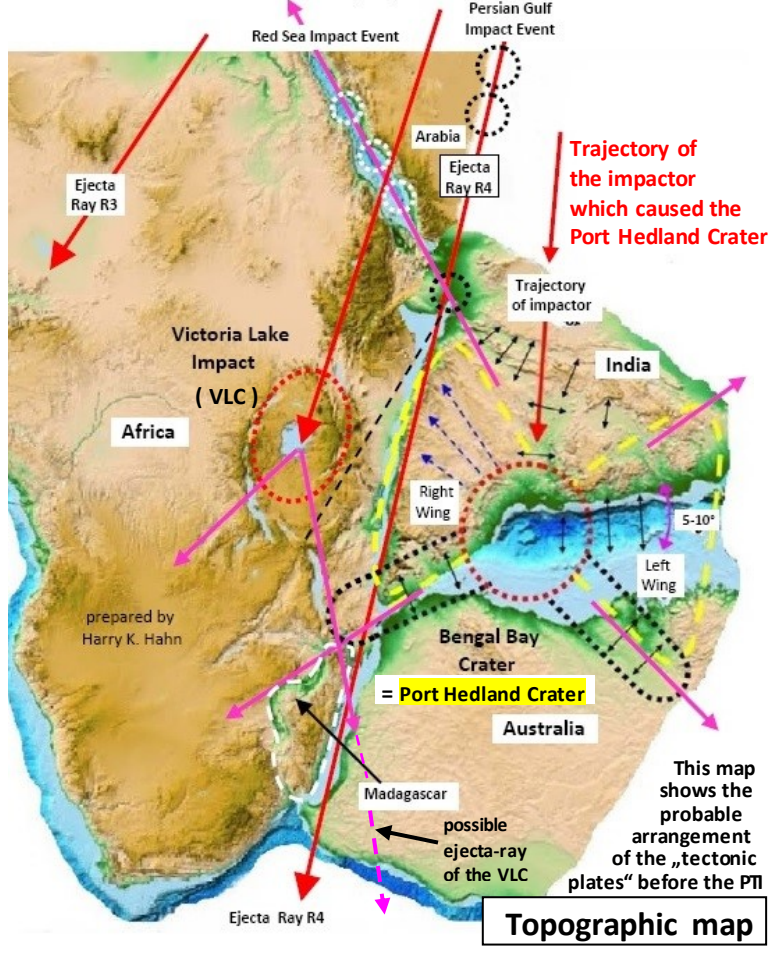 Persian Gulf
Impact Event
Red Sea Impact Event
Arabia
Ejecta
Ray R4
Trajectory of
the impactor
which caused the
Port Hedland Crater
Ejecta
Ray R3
Trajectory
of impactor
Victoria Lake
Impact
( VLC )
India
Africa
Right
Wing
5-10°
Left
Wing
prepared by
Harry K. Hahn
Bengal Bay
Crater
= Port Hedland Crater
Australia
Madagascar
This map
shows the
probable
arrangement
of the „tectonic
plates“ before the PTI
possible
ejecta-ray
of the VLC
Ejecta Ray R4
Topographic map